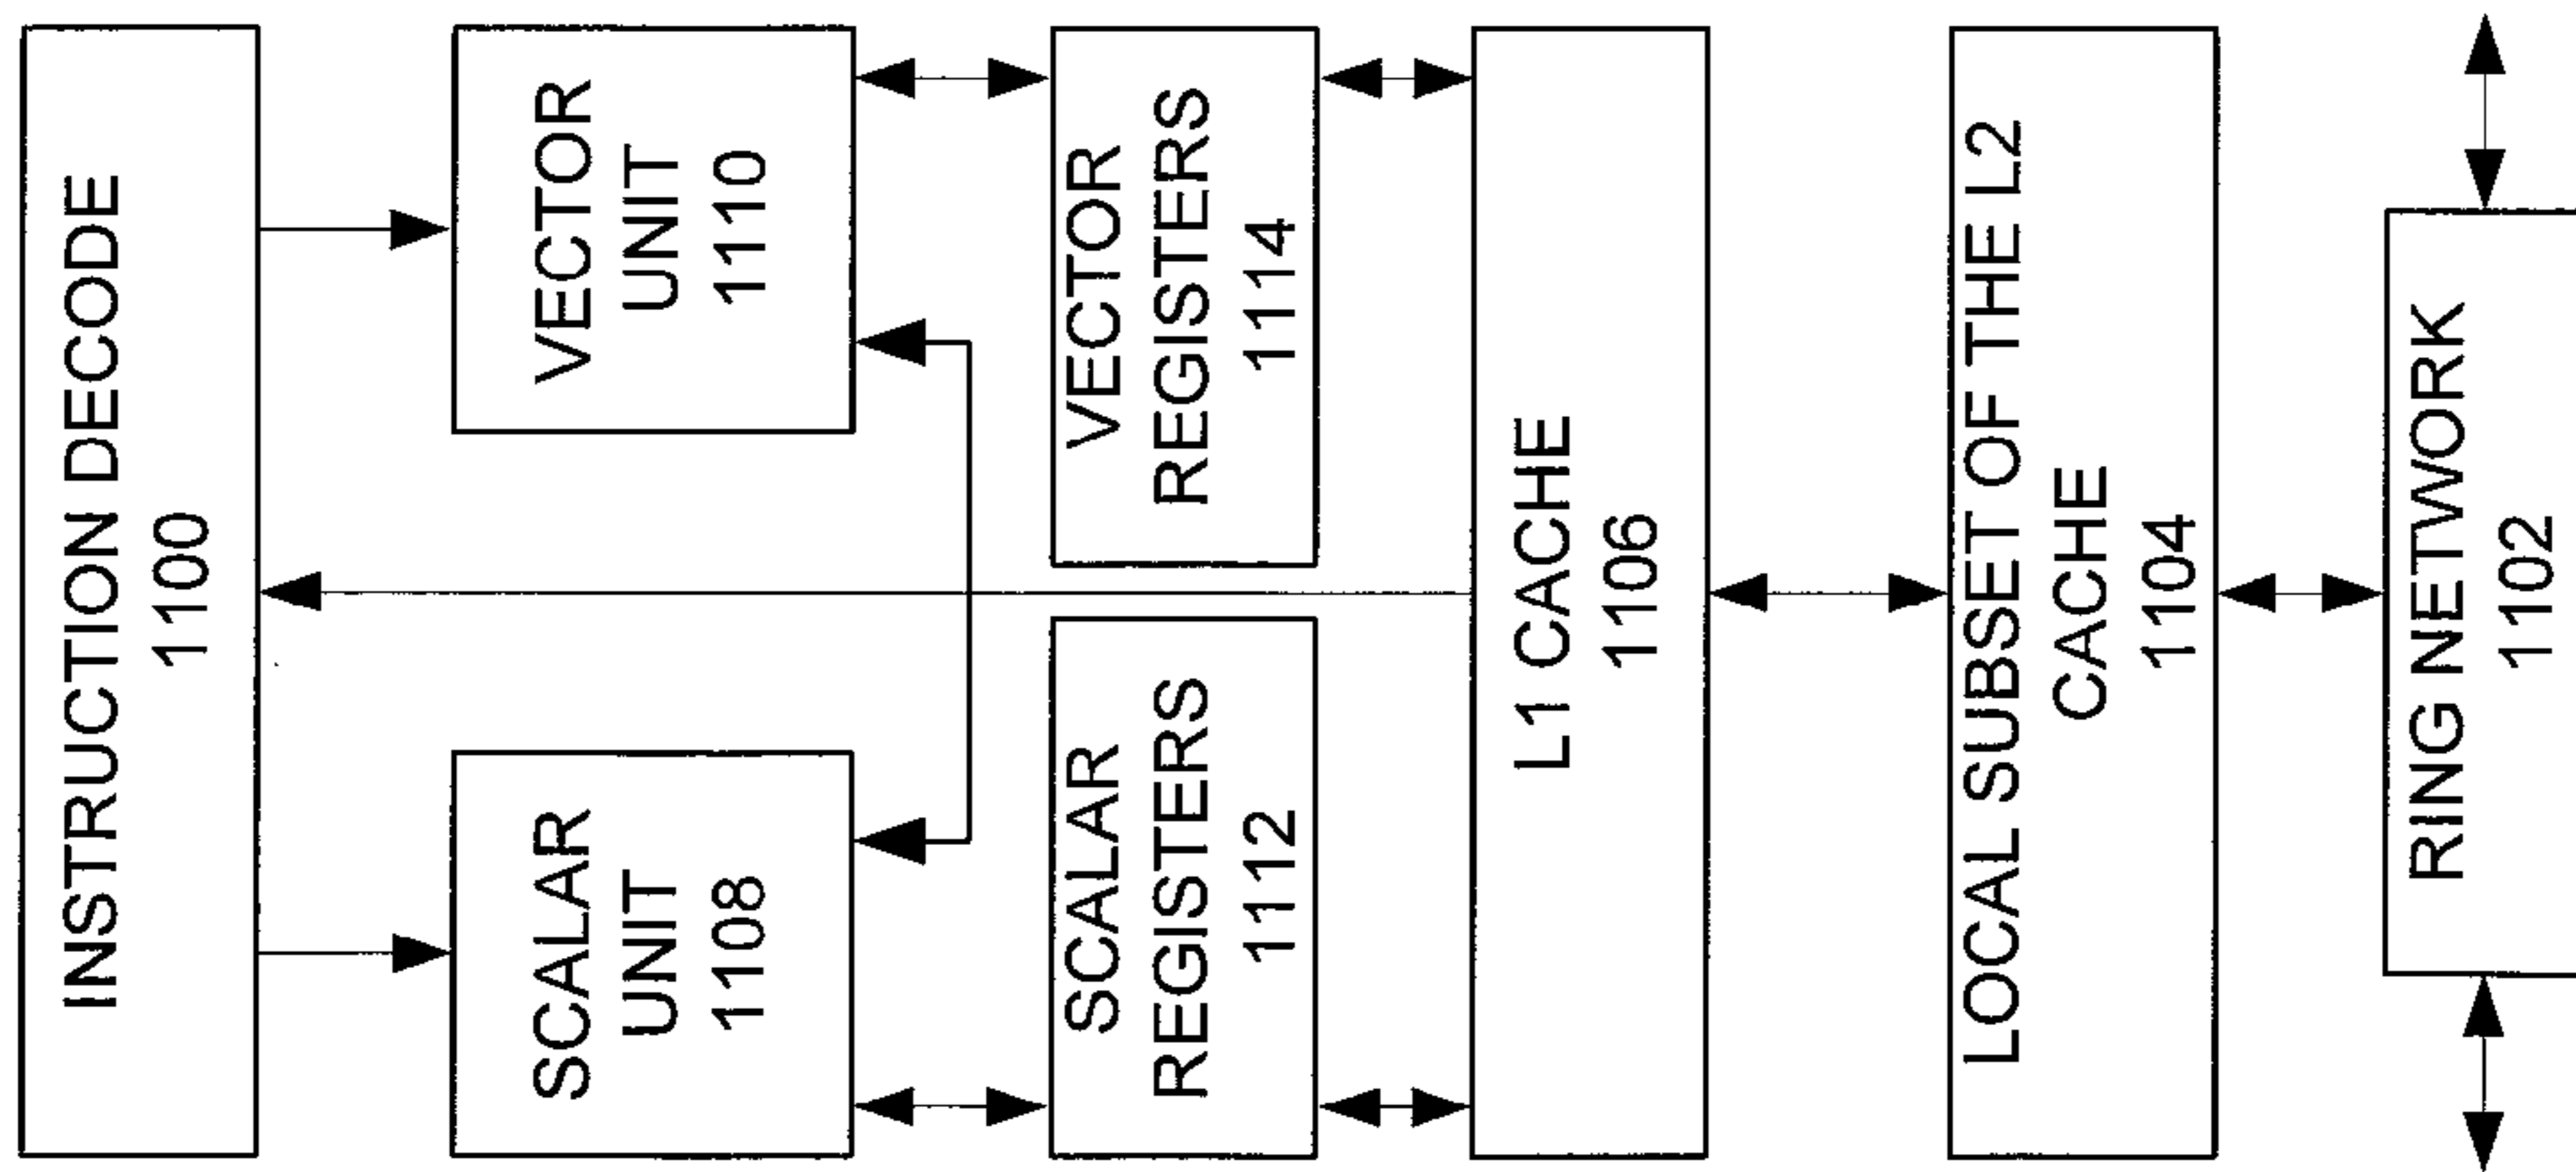 INSTRUCTION DECODE
1100
SCALAR
UNIT
1108
VECTOR
UNIT
1110
SCALAR
REGISTERS
1112
VECTOR
REGISTERS
1114
L1 CACHE
1106
LOCAL SUBSET OF THE L2
CACHE
1104
RING NETWORK
1102